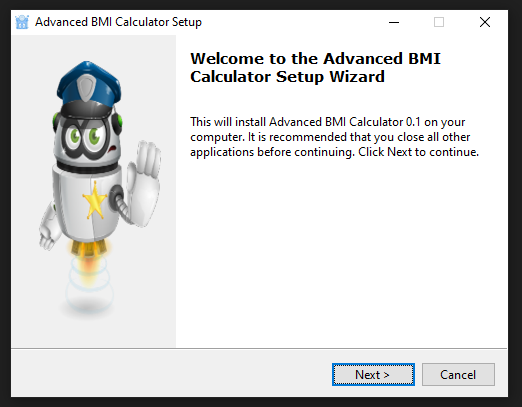 Advanced BMI Calculator Setup
Welcome to the Advanced BMI
Calculator Setup Wizard
This will install Advanced BMI Calculator 0.1 on your
computer. It is recommended that you close all other
applications before continuing. Click Next to continue.
Next >
Cancel